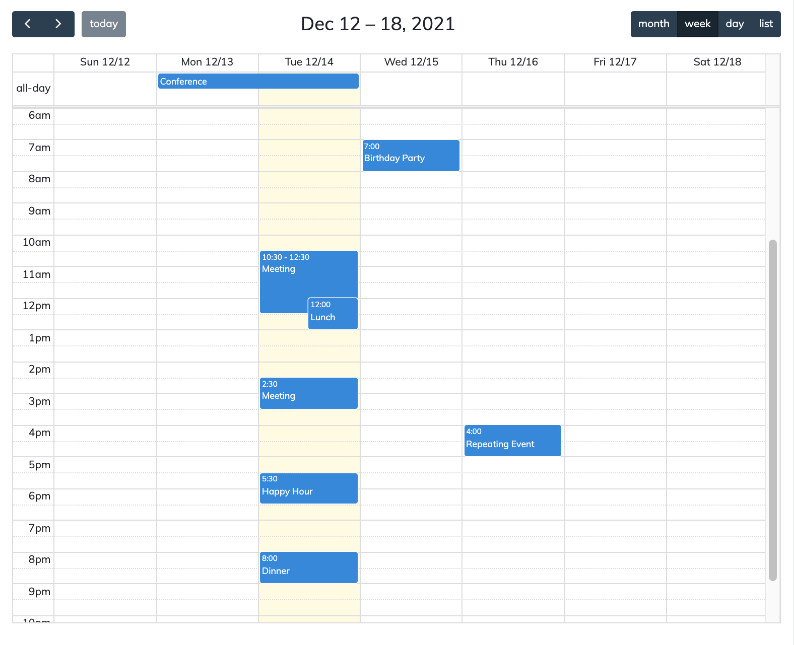 today
Dec 12 – 18, 2021
month week day list
Sun 12/12 Mon 12/13 Tue 12/14 Wed 12/15 Thu 12/16 Fri 12/17 Sat 12/18
all-day
Conference
6am
7am
7:00
Birthday Party
8am
9am
10am
10:30 - 12:30
Meeting
11am
12pm
12:00
Lunch
1pm
2pm
2:30
Meeting
3pm
4pm
4:00
Repeating Event
5pm
5:30
Happy Hour
6pm
7pm
8pm
8:00
Dinner
9pm
10pm